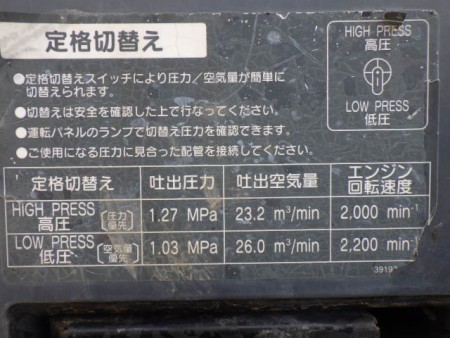 定格切替え
●定格切替えスイッチにより圧力／空気量が簡単に
切替えられます。
●切替えは安全を確認した上で行なってください。
●運転パネルのランプで切替え圧力を確認できます。
●ご使用になる圧力に見合った配管を接続してください。
HIGH PRESS
高圧
LOW PRESS
低圧
定格切替え 吐出圧力 吐出空気量 エンジン回転速度
HIGH PRESS 高圧 〔圧力優先〕 1.27 MPa 23.2 m³/min 2,000 min⁻¹
LOW PRESS 低圧 〔空気量優先〕 1.03 MPa 26.0 m³/min 2,200 min⁻¹